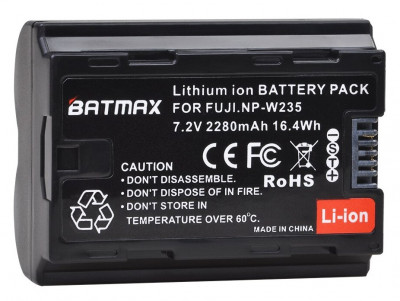 BATMAX
Lithium ion BATTERY PACK
FOR FUJI.NP-W235
7.2V 2280mAh 16.4Wh
CAUTION
DON'T DISASSEMBLE.
DON'T DISPOSE OF IN FIRE.
DON'T STORE IN
TEMPERATURE OVER 60℃.
CE FC
RoHS
Li-ion
MADE IN CHINA